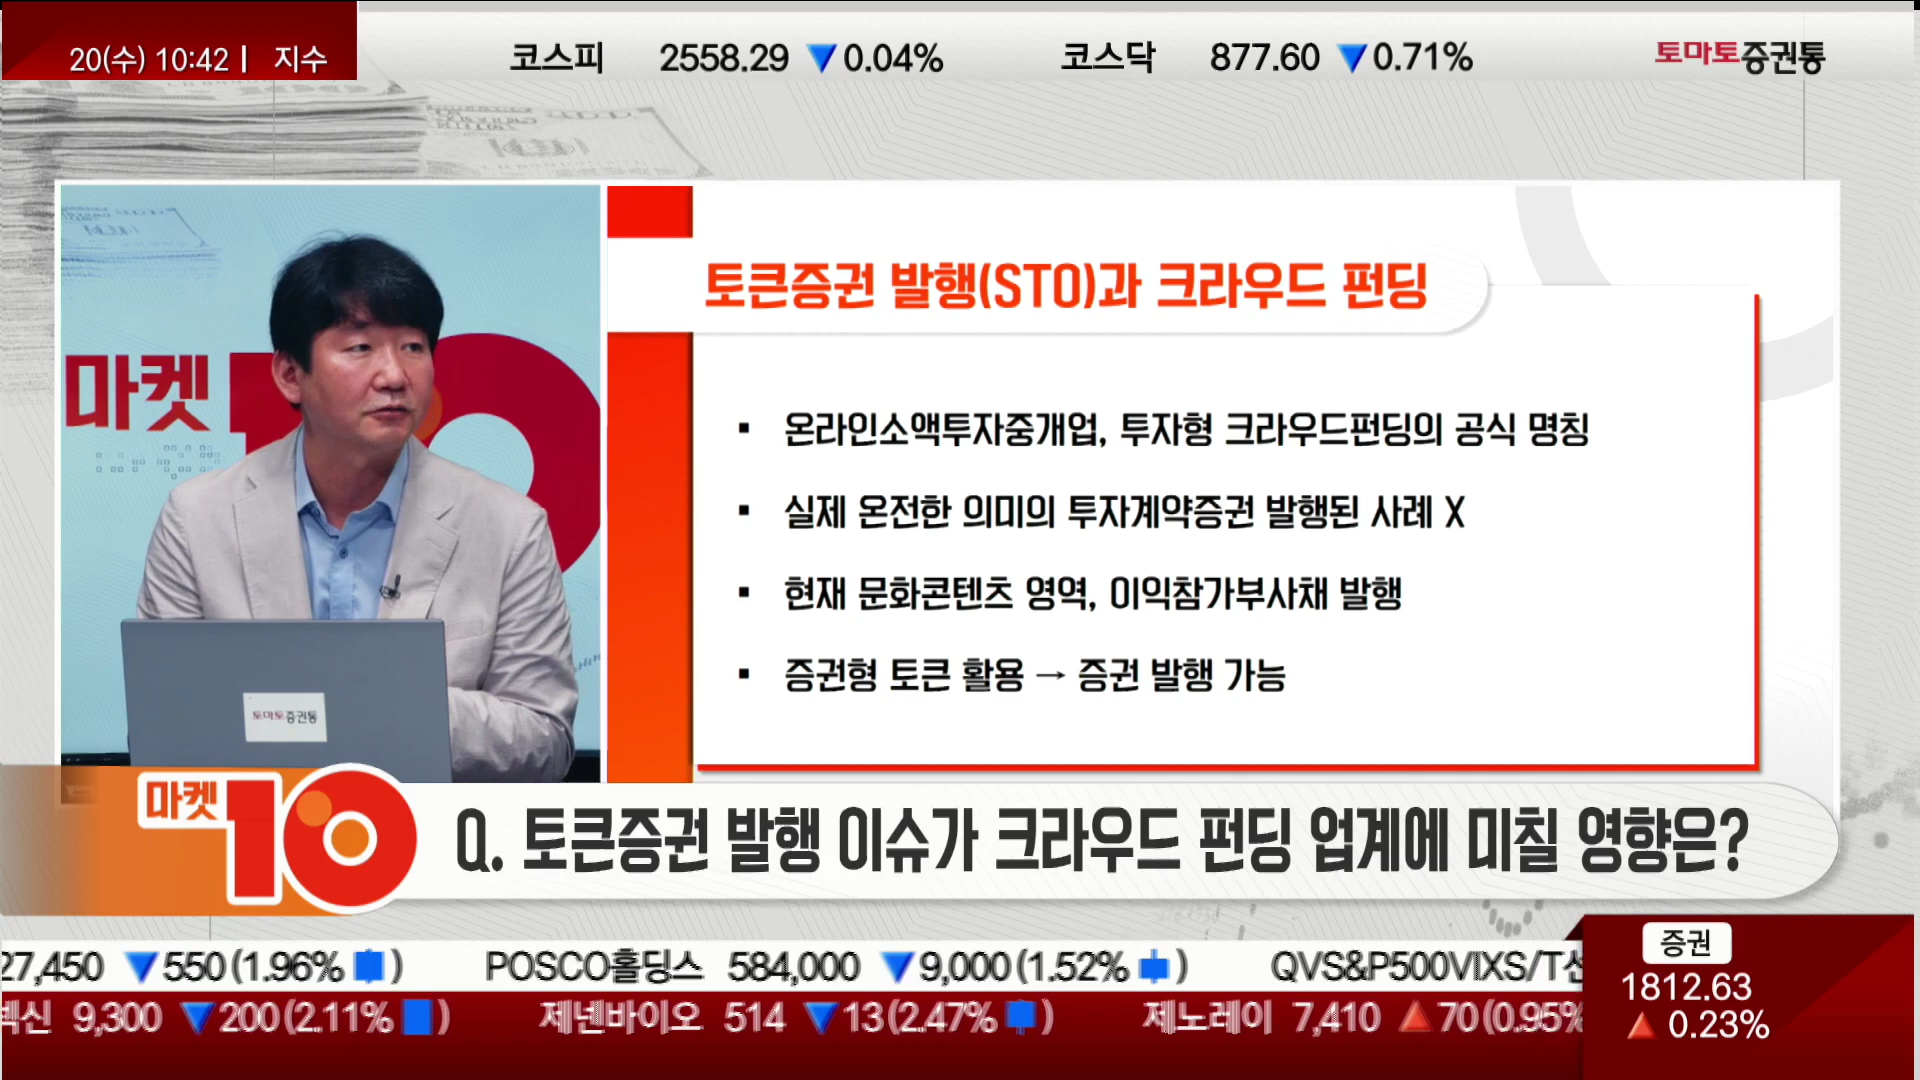 20(수) 10:42 | 지수 코스피 2558.29 ▼0.04% 코스닥 877.60 ▼0.71% 토마토증권통
토큰증권 발행(STO)과 크라우드 펀딩
▪ 온라인소액투자중개업, 투자형 크라우드펀딩의 공식 명칭
▪ 실제 온전한 의미의 투자계약증권 발행된 사례 X
▪ 현재 문화콘텐츠 영역, 이익참가부사채 발행
▪ 증권형 토큰 활용 → 증권 발행 가능
마켓
토마토증권통
마켓10
Q. 토큰증권 발행 이슈가 크라우드 펀딩 업계에 미칠 영향은?
27,450 ▼550(1.96% ) POSCO홀딩스 584,000 ▼9,000(1.52% ) QVS&P500VIXS/T
9,300 ▼200(2.11% ) 제넨바이오 514 ▼13(2.47% ) 제노레이 7,410 ▲70(0.95%
증권
1812.63
▲ 0.23%